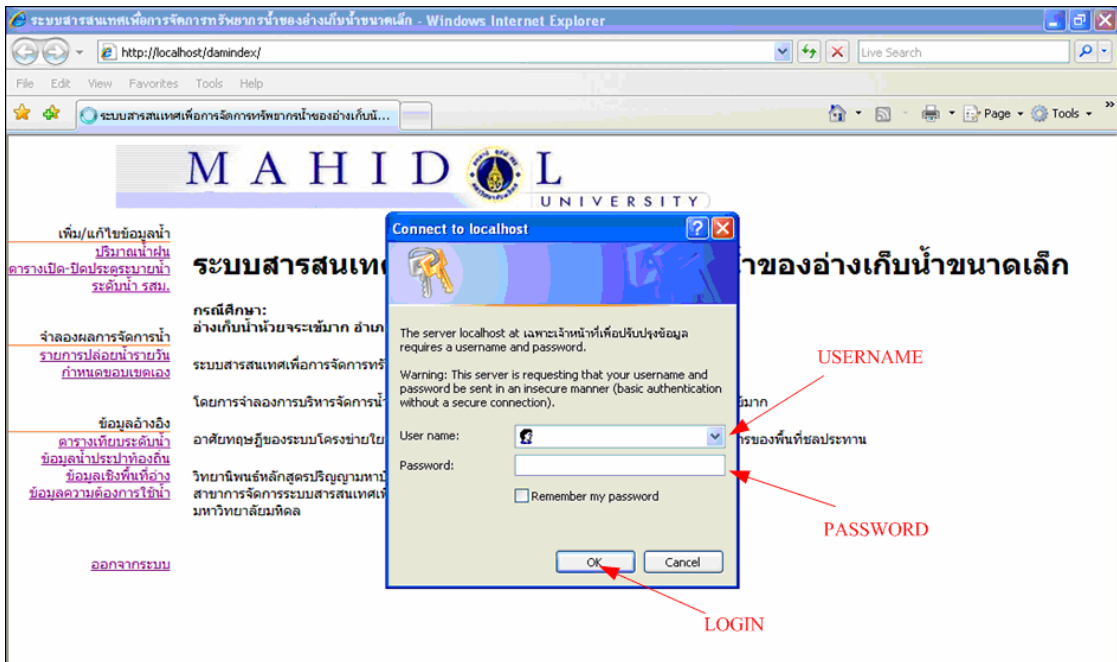 ระบบสารสนเทศเพื่อการจัดการทรัพยากรน้ำของอ่างเก็บน้ำขนาดเล็ก - Windows Internet Explorer
http://localhost/damindex/
Live Search
File Edit View Favorites Tools Help
ระบบสารสนเทศเพื่อการจัดการทรัพยากรน้ำของอ่างเก็บนั...
Page Tools
MAHIDOL
UNIVERSITY
เพิ่ม/แก้ไขข้อมูลน้ำ
ปริมาณน้ำฝน
ตารางเปิด-ปิดประตูระบายน้ำ
ระดับน้ำ รสม.
จำลองผลการจัดการน้ำ
รายการปล่อยน้ำรายวัน
กำหนดขอบเขตเอง
ข้อมูลอ้างอิง
ตารางเทียบระดับน้ำ
ข้อมูลน้ำประปาท้องถิ่น
ข้อมูลเชิงพื้นที่อ่าง
ข้อมูลความต้องการใช้น้ำ
ออกจากระบบ
ระบบสารสนเท ้ำของอ่างเก็บน้ำขนาดเล็ก
กรณีศึกษา:
อ่างเก็บน้ำห้วยจระเข้มาก อำเภ
ระบบสารสนเทศเพื่อการจัดการทรั
โดยการจำลองการบริหารจัดการน้ำ ข้มาก
อาศัยทฤษฎีของระบบโครงข่ายใย ารของพื้นที่ชลประทาน
วิทยานิพนธ์หลักสูตรปริญญามหาบั
สาขาการจัดการระบบสารสนเทศเพื่
มหาวิทยาลัยมหิดล
Connect to localhost
The server localhost at เฉพาะเจ้าหน้าที่เพื่อปรับปรุงข้อมูล
requires a username and password.
Warning: This server is requesting that your username and
password be sent in an insecure manner (basic authentication
without a secure connection).
User name:
Password:
Remember my password
OK Cancel
USERNAME
PASSWORD
LOGIN